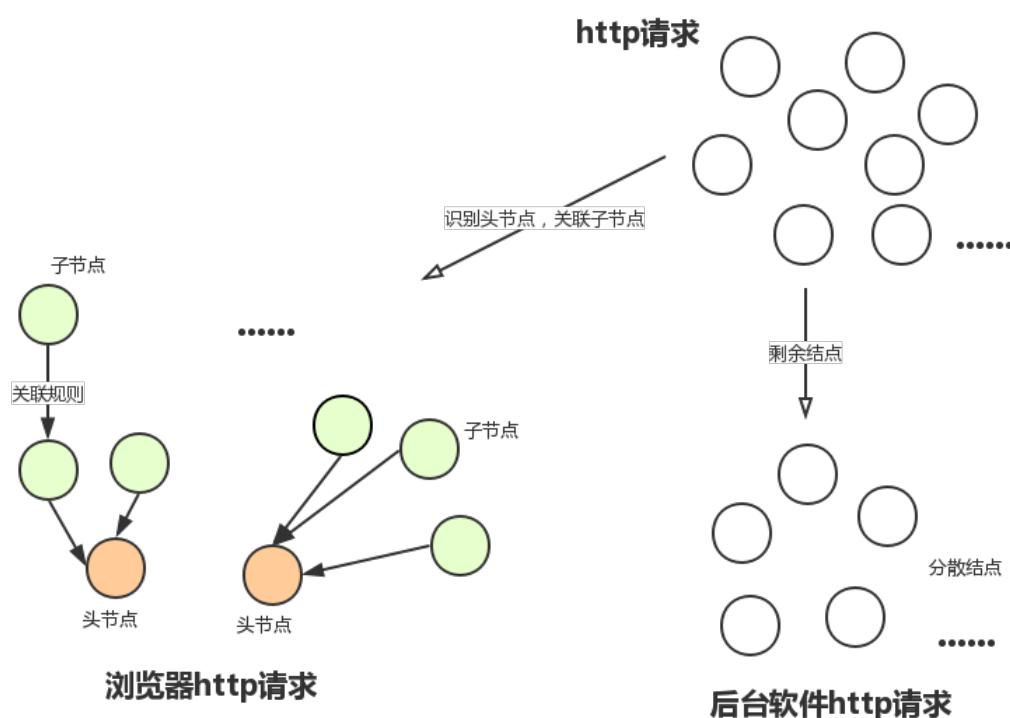 http请求
识别头节点，关联子节点
子节点
......
......
剩余结点
关联规则
子节点
分散结点
头节点
头节点
......
浏览器http请求
后台软件http请求